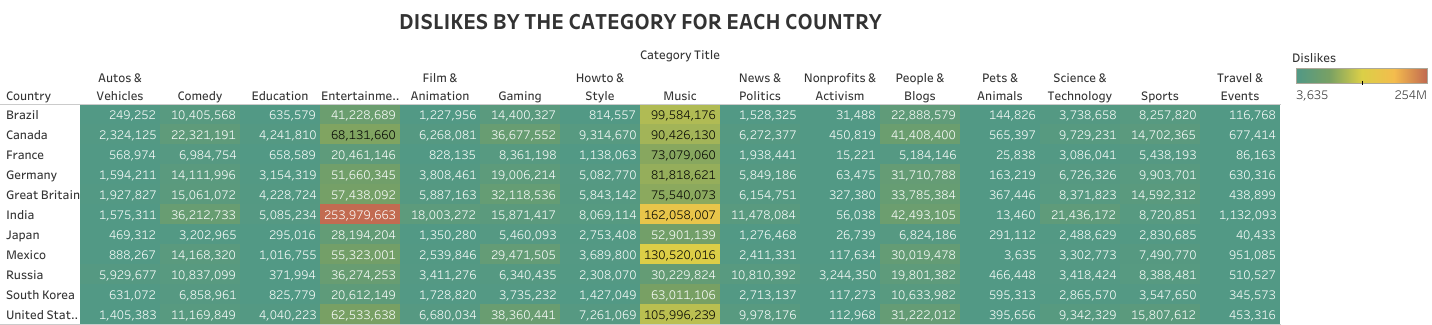 DISLIKES BY THE CATEGORY FOR EACH COUNTRY
Category Title
Dislikes
3,635 254M
Country Autos & Vehicles Comedy Education Entertainme.. Film & Animation Gaming Howto & Style Music News & Politics Nonprofits & Activism People & Blogs Pets & Animals Science & Technology Sports Travel & Events
Brazil 249,252 10,405,568 635,579 41,228,689 1,227,956 14,400,327 814,557 99,584,176 1,528,325 31,488 22,888,579 144,826 3,738,658 8,257,820 116,768
Canada 2,324,125 22,321,191 4,241,810 68,131,660 6,268,081 36,677,552 9,314,670 90,426,130 6,272,377 450,819 41,408,400 565,397 9,729,231 14,702,365 677,414
France 568,974 6,984,754 658,589 20,461,146 828,135 8,361,198 1,138,063 73,079,060 1,938,441 15,221 5,184,146 25,838 3,086,041 5,438,193 86,163
Germany 1,594,211 14,111,996 3,154,319 51,660,345 3,808,461 19,006,214 5,082,770 81,818,621 5,849,186 63,475 31,710,788 163,219 6,726,326 9,903,701 630,316
Great Britain 1,927,827 15,061,072 4,228,724 57,438,092 5,887,163 32,118,536 5,843,142 75,540,073 6,154,751 327,380 33,785,384 367,446 8,371,823 14,592,312 438,899
India 1,575,311 36,212,733 5,085,234 253,979,663 18,003,272 15,871,417 8,069,114 162,058,007 11,478,084 56,038 42,493,105 13,460 21,436,172 8,720,851 1,132,093
Japan 469,312 3,202,965 295,016 28,194,204 1,350,280 5,460,093 2,753,408 52,901,139 1,276,468 26,739 6,824,186 291,112 2,488,629 2,830,685 40,433
Mexico 888,267 14,168,320 1,016,755 55,323,001 2,539,846 29,471,505 3,689,800 130,520,016 2,411,331 117,634 30,019,478 3,635 3,302,773 7,490,770 951,085
Russia 5,929,677 10,837,099 371,994 36,274,253 3,411,276 6,340,435 2,308,070 30,229,824 10,810,392 3,244,350 19,801,382 466,448 3,418,424 8,388,481 510,527
South Korea 631,072 6,858,961 825,779 20,612,149 1,728,820 3,735,232 1,427,049 63,011,106 2,713,137 117,273 10,633,982 595,313 2,865,570 3,547,650 345,573
United Stat.. 1,405,383 11,169,849 4,040,223 62,533,638 6,680,034 38,360,441 7,261,069 105,996,239 9,978,176 112,968 31,222,012 395,656 9,342,329 15,807,612 453,316